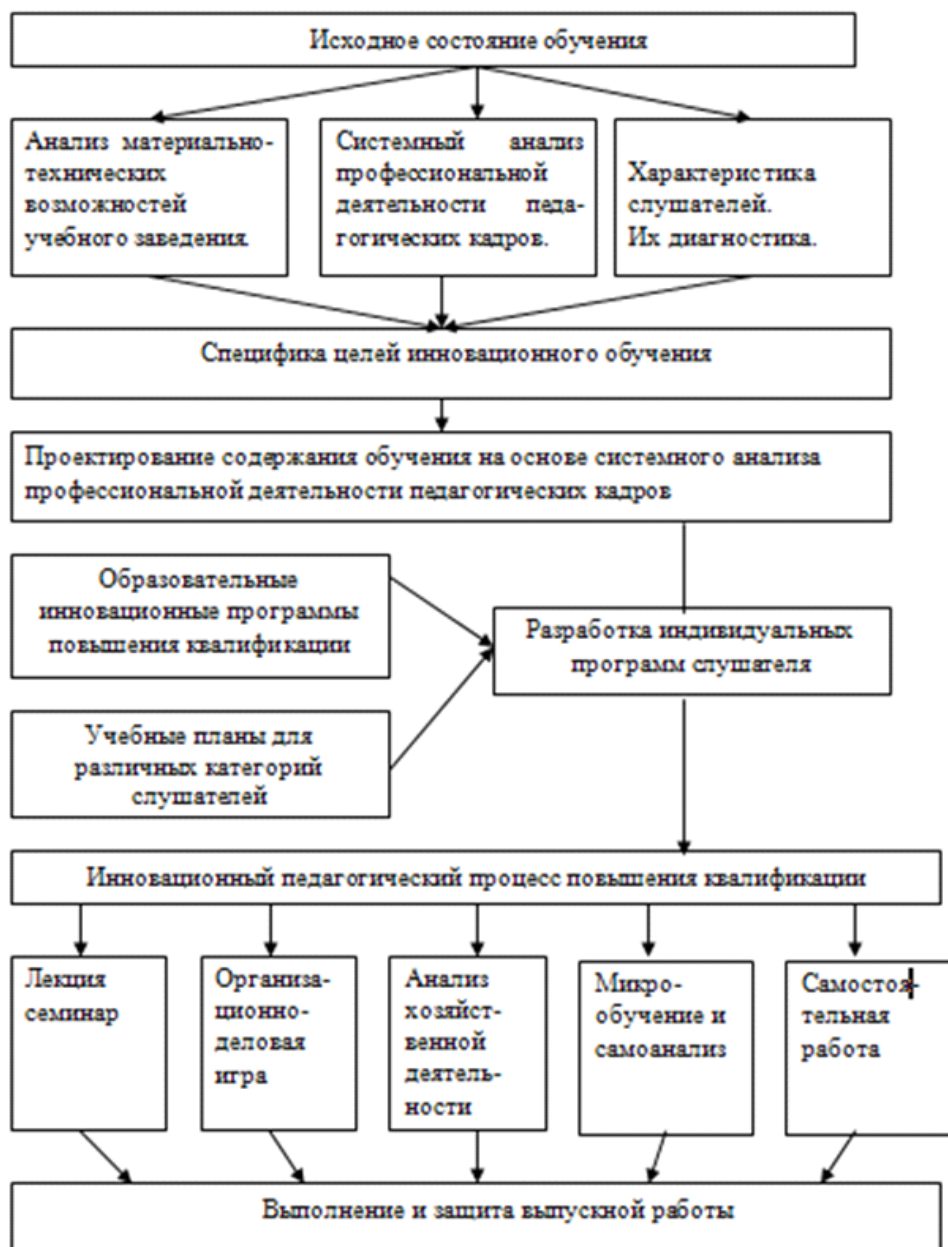 Исходное состояние обучения
Анализ материально-
технических
возможностей
учебного заведения.
Системный анализ
профессиональной
деятельности педа-
гогических кадров.
Характеристика
слушателей.
Их диагностика.
Специфика целей инновационного обучения
Проектирование содержания обучения на основе системного анализа
профессиональной деятельности педагогических кадров
Образовательные
инновационные программы
повышения квалификации
Разработка индивидуальных
программ слушателя
Учебные планы для
различных категорий
слушателей
Инновационный педагогический процесс повышения квалификации
Лекция
семинар
Организа-
ционно-
деловая
игра
Анализ
хозяйст-
венной
деятель-
ности
Микро-
обучение и
самоанализ
Самостоя-
тельная
работа
Выполнение и защита выпускной работы